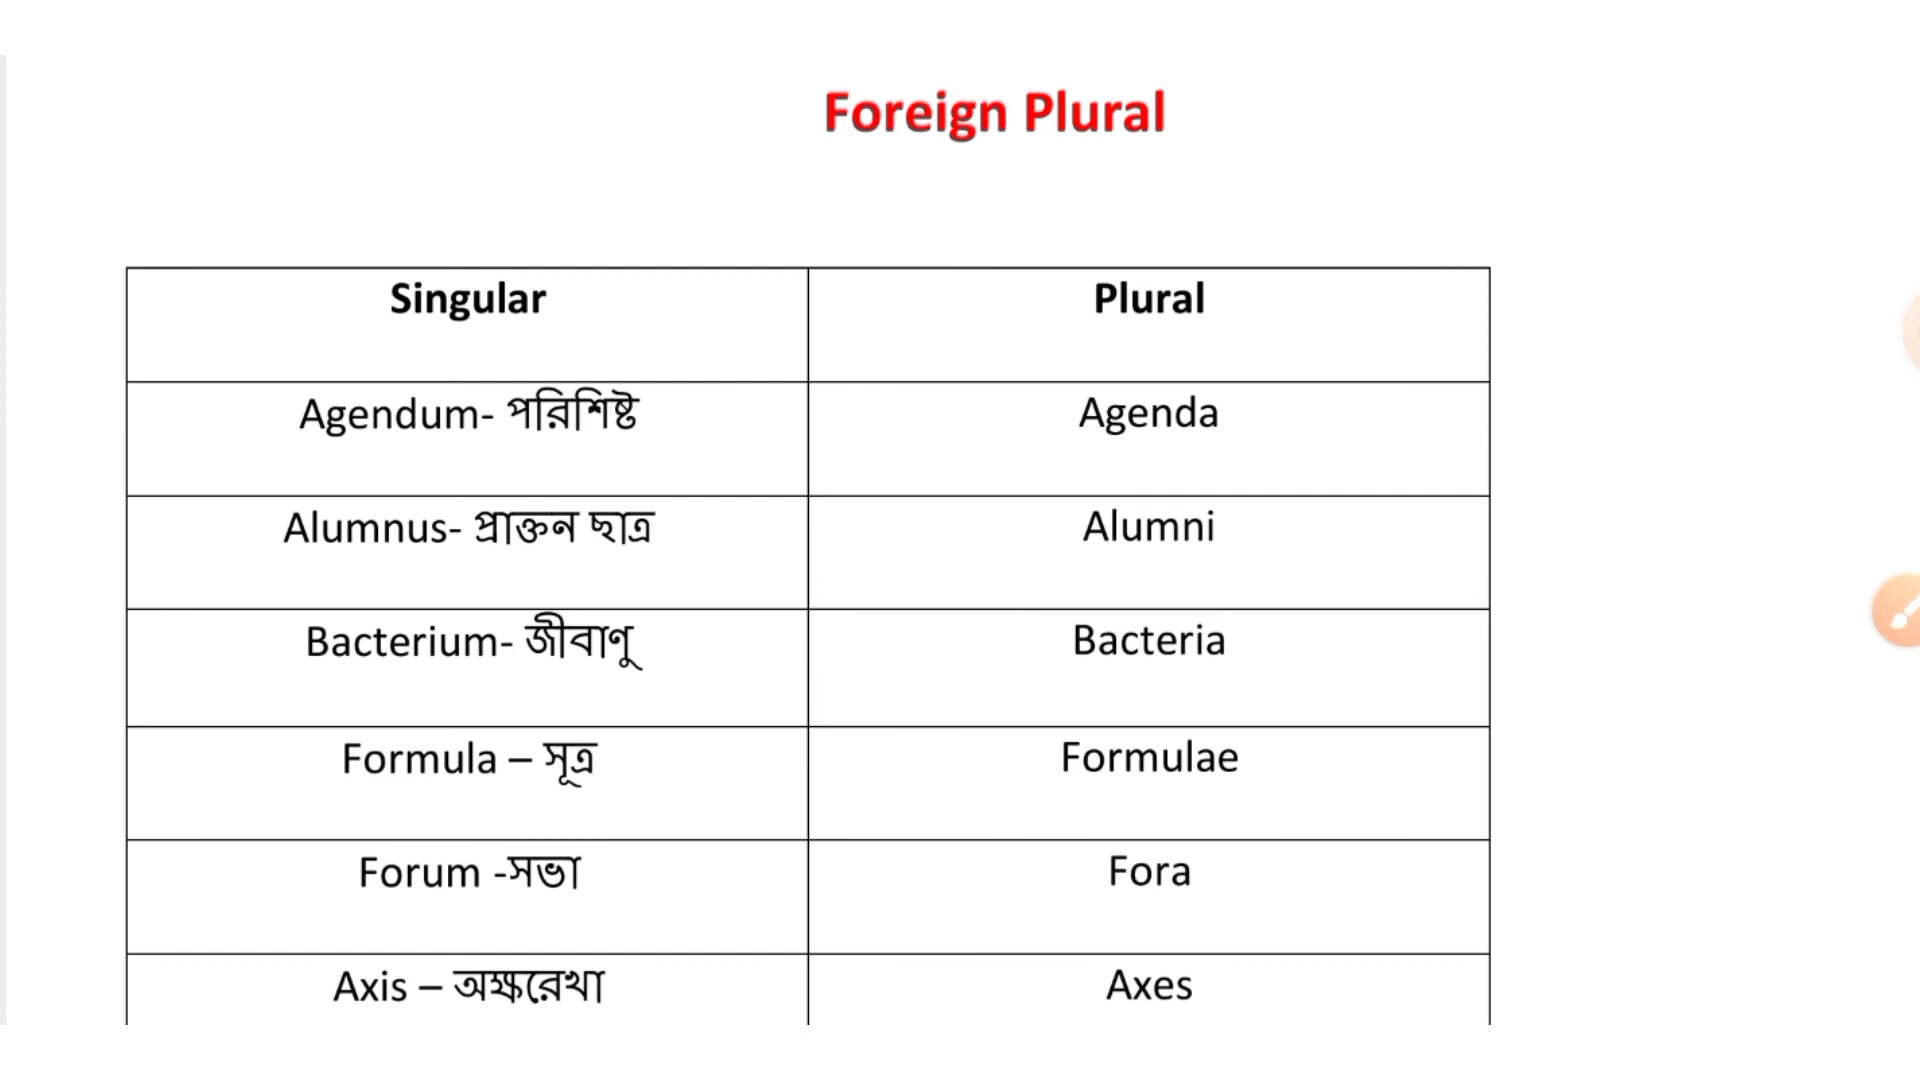 Foreign Plural
Singular Plural
Agendum- পরিশিষ্ট Agenda
Alumnus- প্রাক্তন ছাত্র Alumni
Bacterium- জীবাণু Bacteria
Formula – সূত্র Formulae
Forum -সভা Fora
Axis – অক্ষরেখা Axes